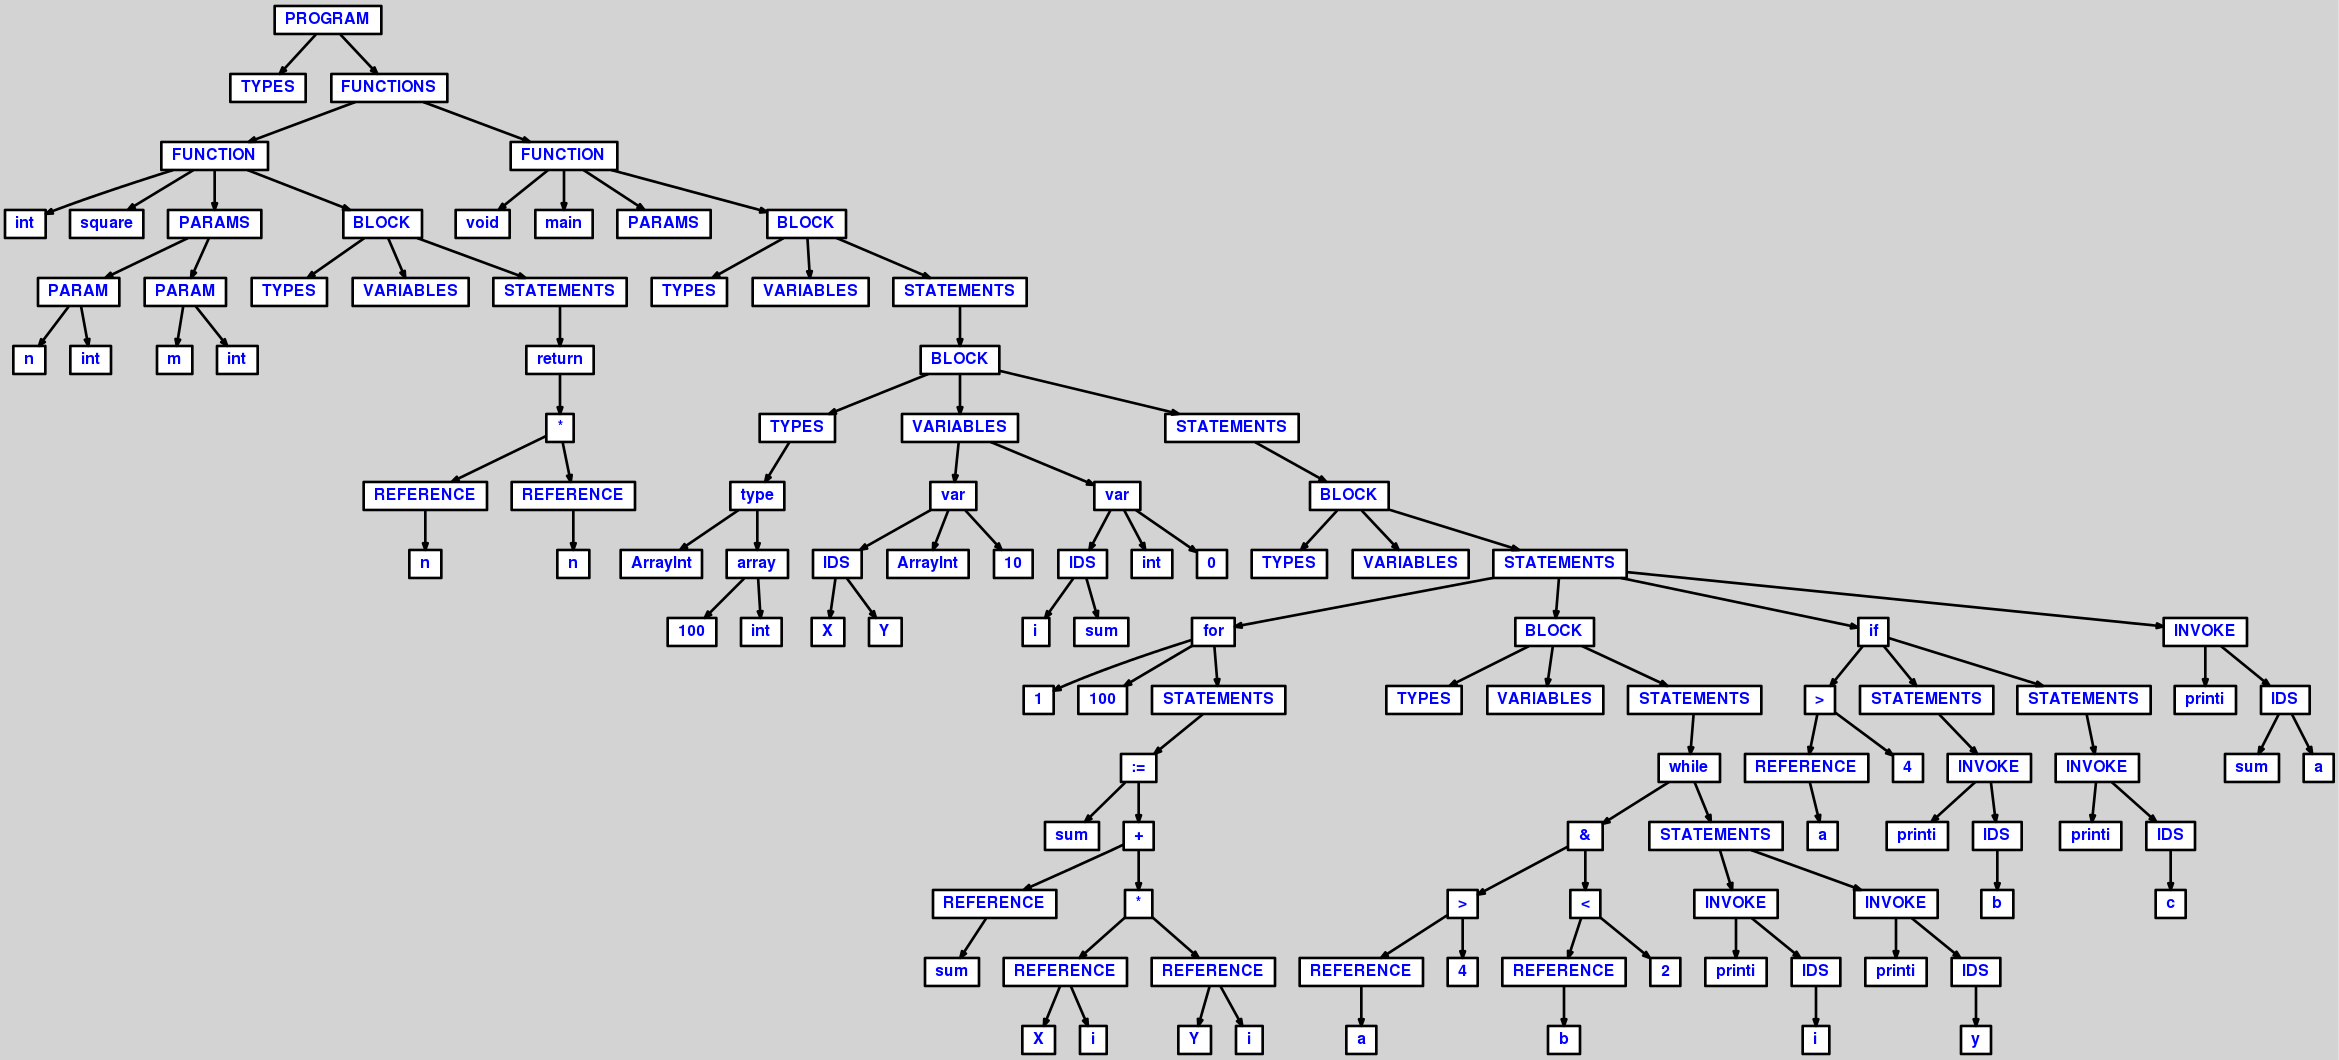 PROGRAM
TYPES FUNCTIONS
FUNCTION FUNCTION
int square PARAMS BLOCK void main PARAMS BLOCK
PARAM PARAM TYPES VARIABLES STATEMENTS TYPES VARIABLES STATEMENTS
n int m int return BLOCK
* TYPES VARIABLES STATEMENTS
REFERENCE REFERENCE type var var BLOCK
n n ArrayInt array IDS ArrayInt 10 IDS int 0 TYPES VARIABLES STATEMENTS
100 int X Y i sum for BLOCK if INVOKE
1 100 STATEMENTS TYPES VARIABLES STATEMENTS > STATEMENTS STATEMENTS printi IDS
:= while REFERENCE 4 INVOKE INVOKE sum a
sum + & STATEMENTS a printi IDS printi IDS
REFERENCE * > < INVOKE INVOKE b c
sum REFERENCE REFERENCE REFERENCE 4 REFERENCE 2 printi IDS printi IDS
X i Y i a b i y